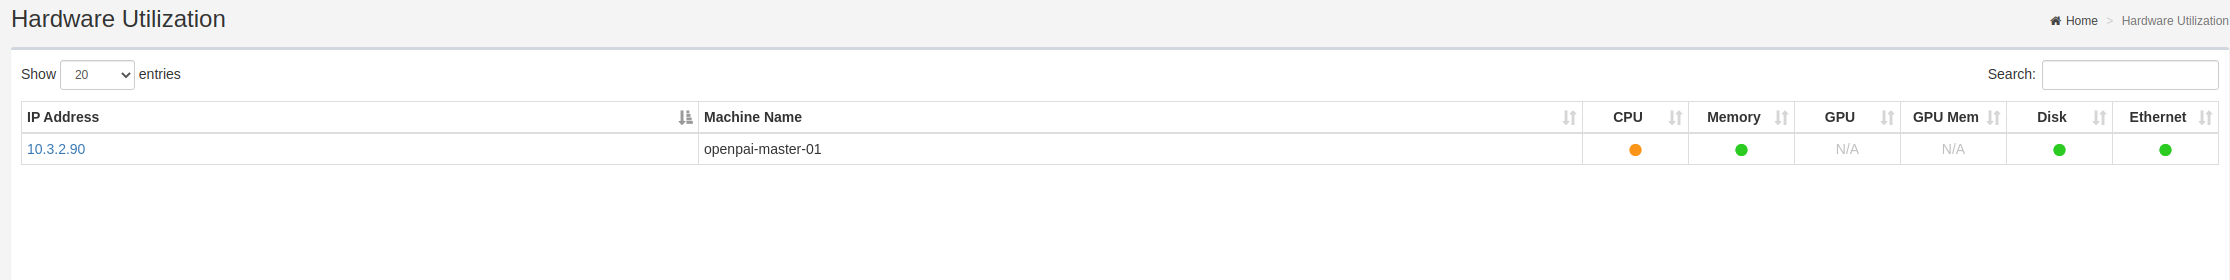 Hardware Utilization
Home > Hardware Utilization
Show 20 entries
Search:
IP Address Machine Name CPU Memory GPU GPU Mem Disk Ethernet
10.3.2.90 openpai-master-01 N/A N/A